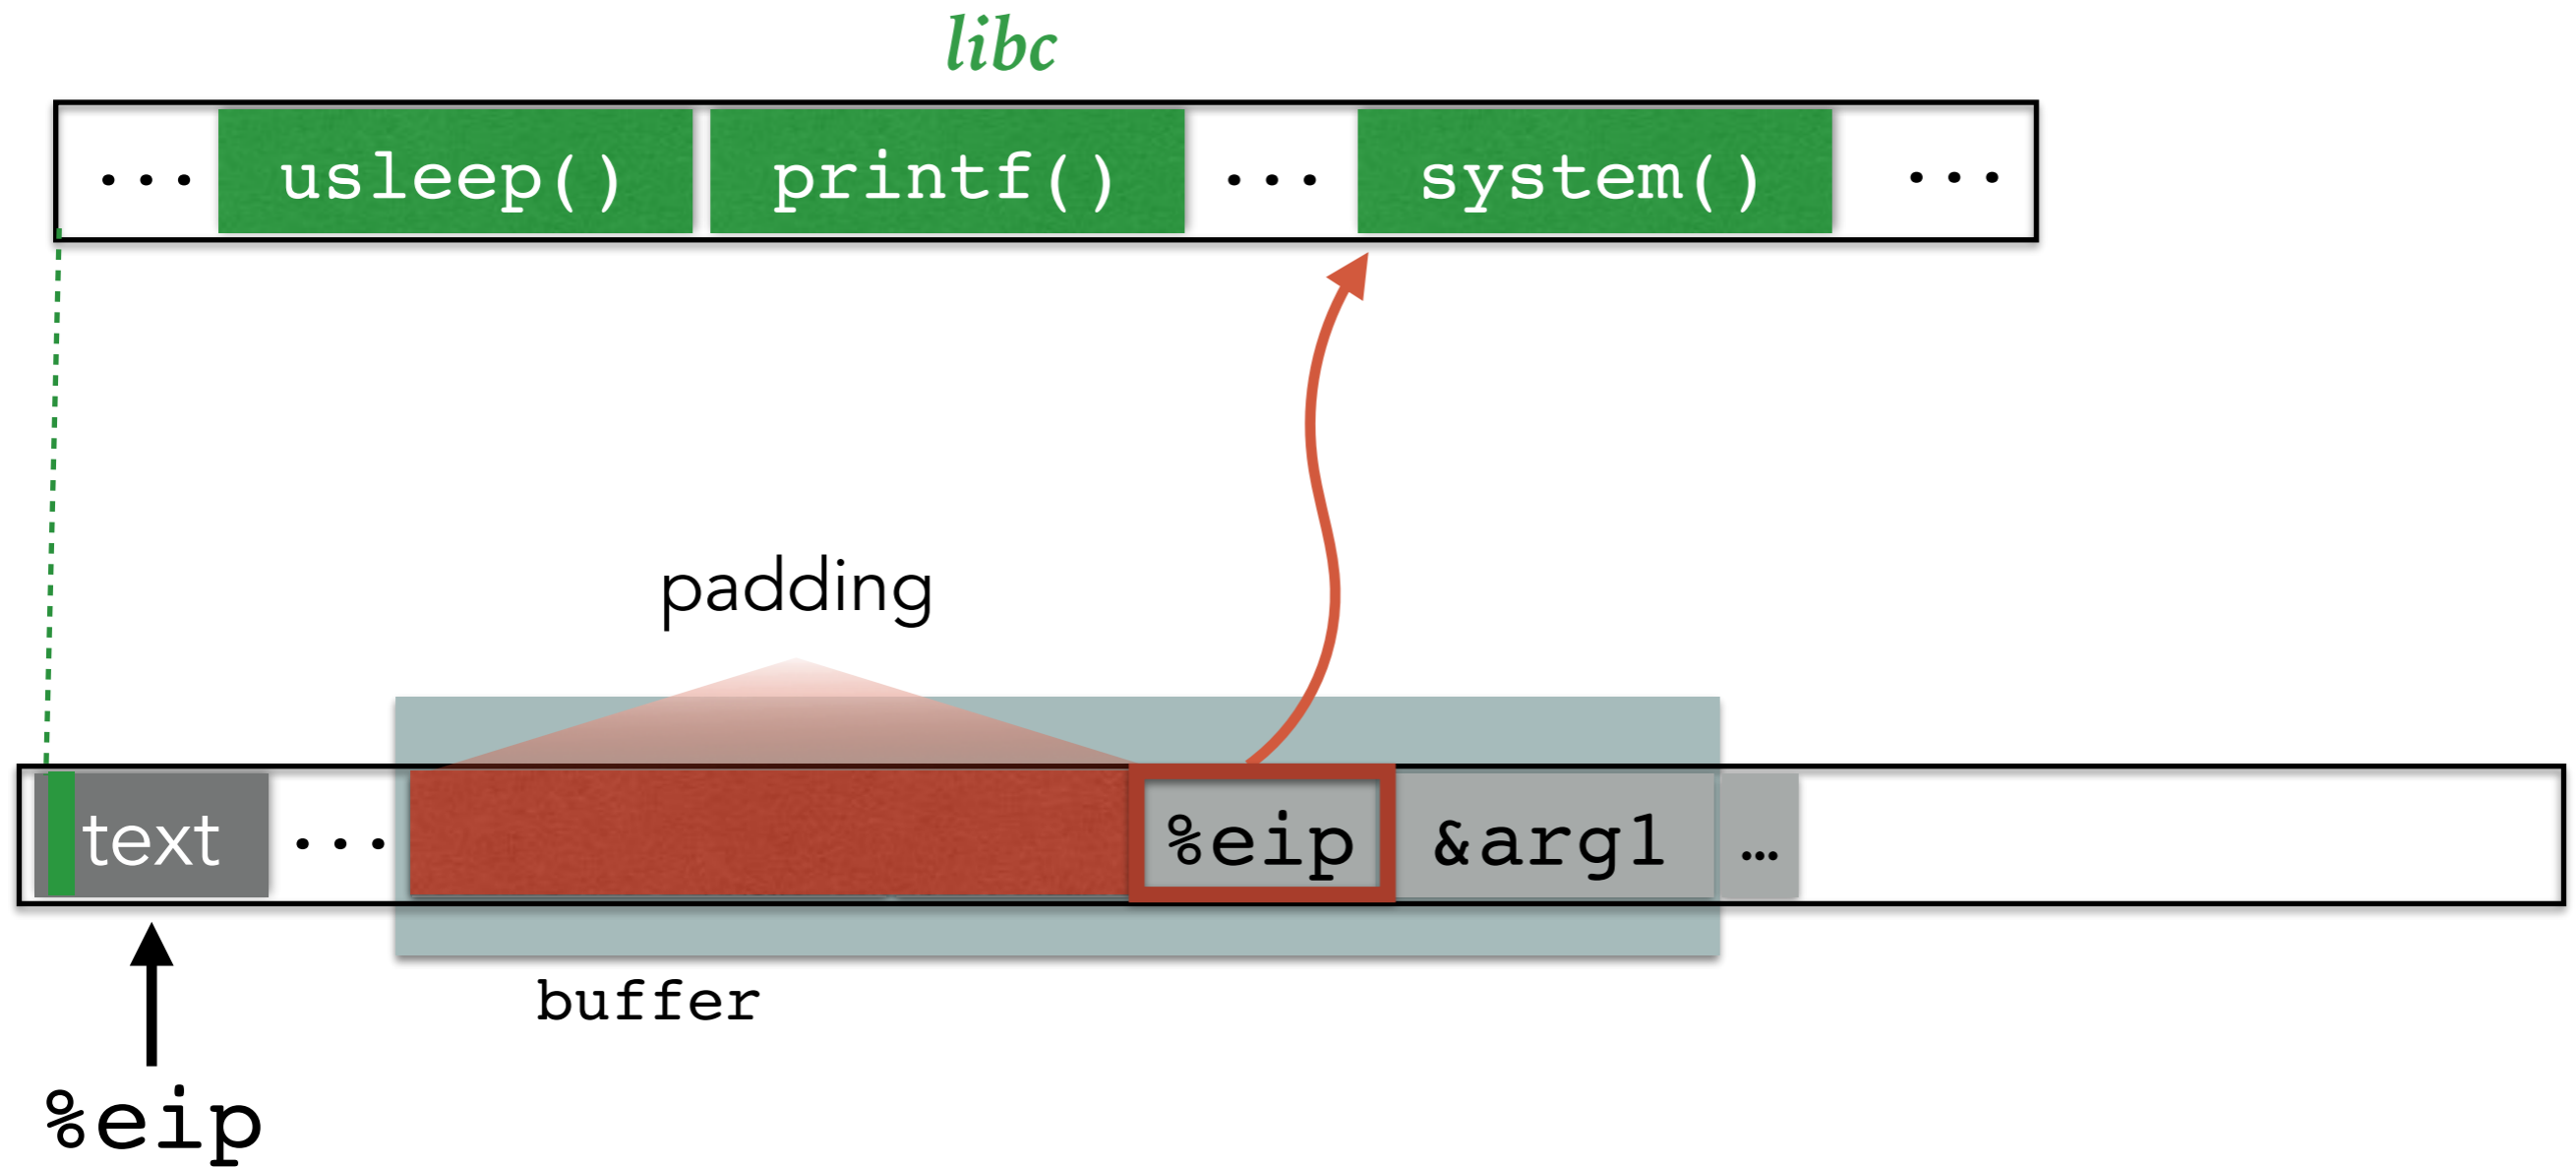 libc
... usleep() printf() ... system() ...
padding
text ... %eip &arg1 ...
buffer
%eip